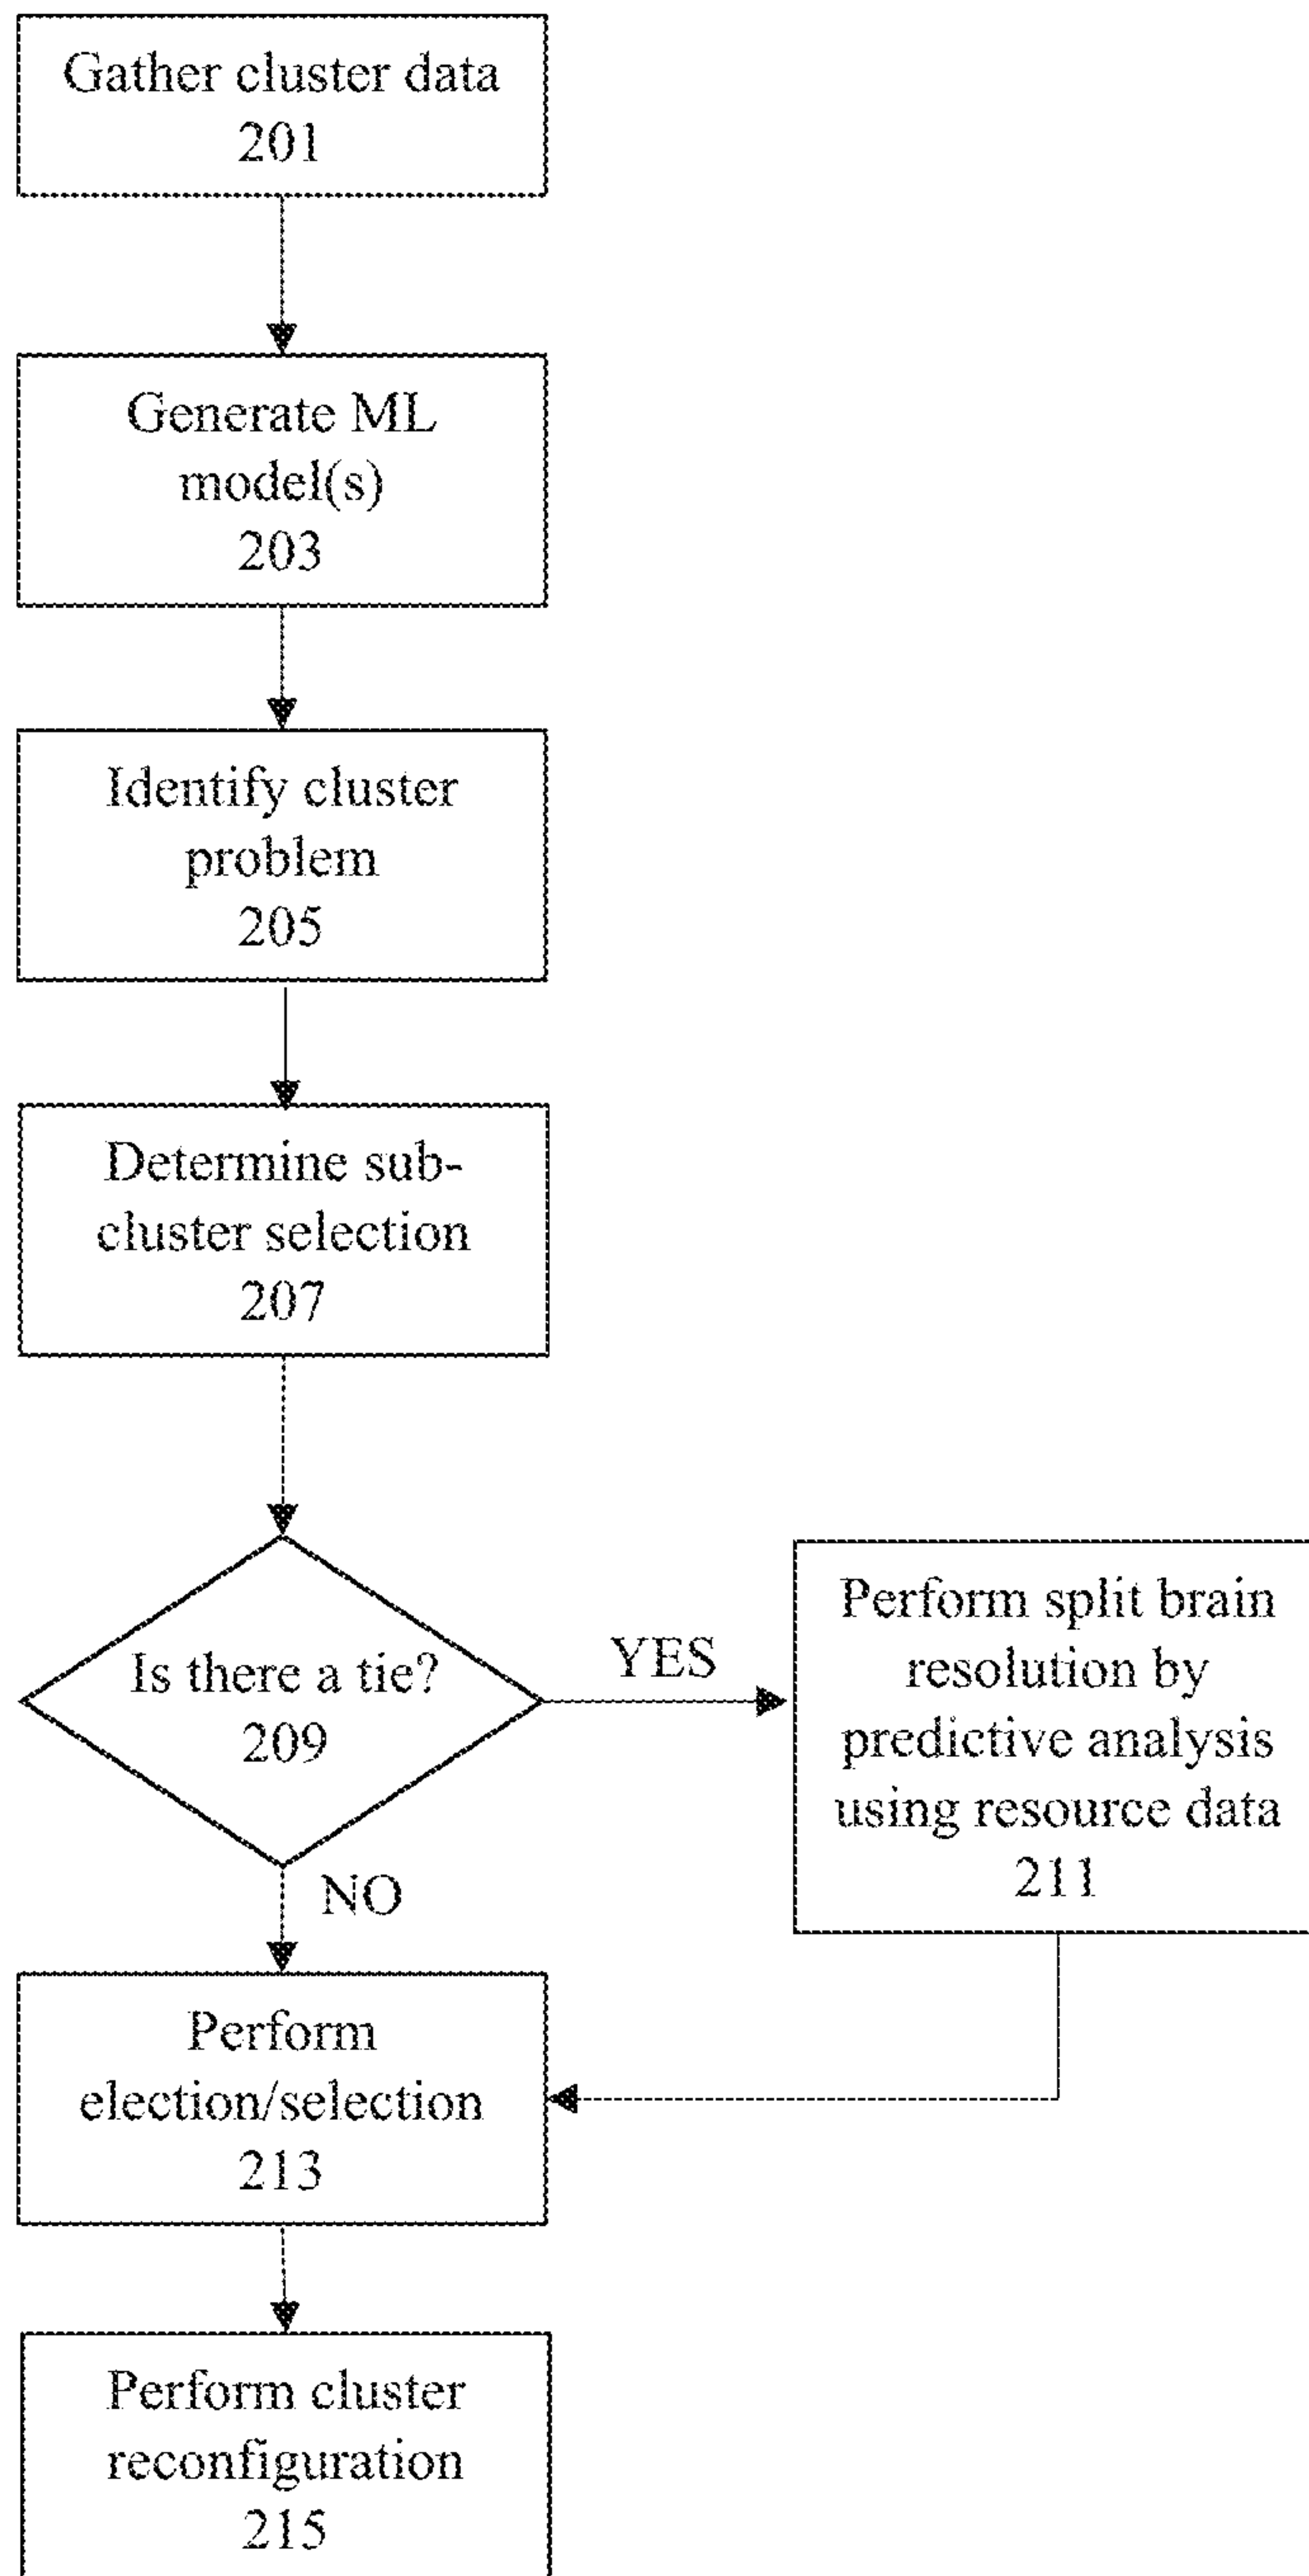 Gather cluster data
201
Generate ML
model(s)
203
Identify cluster
problem
205
Determine sub-
cluster selection
207
Is there a tie?
209
YES
Perform split brain
resolution by
predictive analysis
using resource data
211
NO
Perform
election/selection
213
Perform cluster
reconfiguration
215